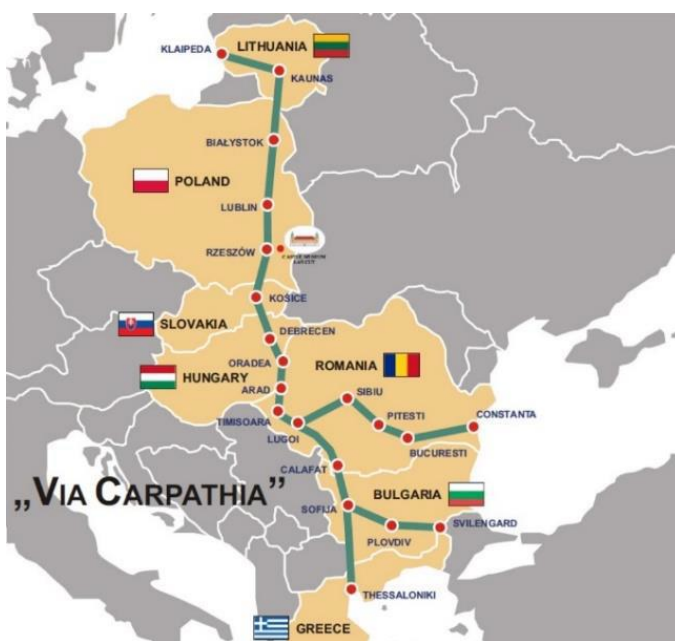 KLAIPEDA
LITHUANIA
KAUNAS
BIAŁYSTOK
POLAND
LUBLIN
RZESZÓW
KOSICE
SLOVAKIA
DEBRECEN
ORADEA
ROMANIA
HUNGARY
ARAD
SIBIU
TIMISOARA
PITESTI
CONSTANTA
LUGOI
BUCURESTI
CALAFAT
„VIA CARPATHIA”
BULGARIA
SOFIJA
SVILENGARD
PLOVDIV
THESSALONIKI
GREECE